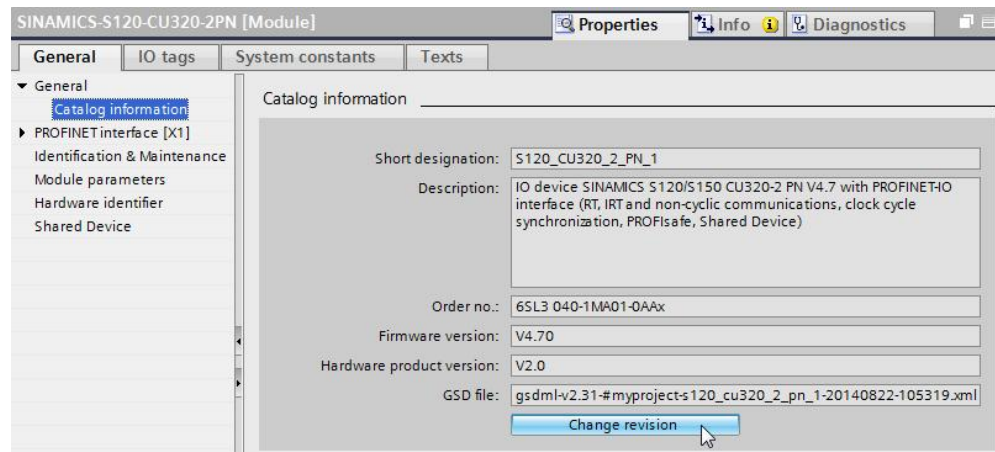 SINAMICS-S120-CU320-2PN [Module]
Properties
Info
Diagnostics
General
IO tags
System constants
Texts
General
Catalog information
PROFINET interface [X1]
Identification & Maintenance
Module parameters
Hardware identifier
Shared Device
Catalog information
Short designation: S120_CU320_2_PN_1
Description: IO device SINAMICS S120/S150 CU320-2 PN V4.7 with PROFINET-IO
interface (RT, IRT and non-cyclic communications, clock cycle
synchronization, PROFIsafe, Shared Device)
Order no.: 6SL3 040-1MA01-0AAx
Firmware version: V4.70
Hardware product version: V2.0
GSD file: gsdml-v2.31-#myproject-s120_cu320_2_pn_1-20140822-105319.xml
Change revision